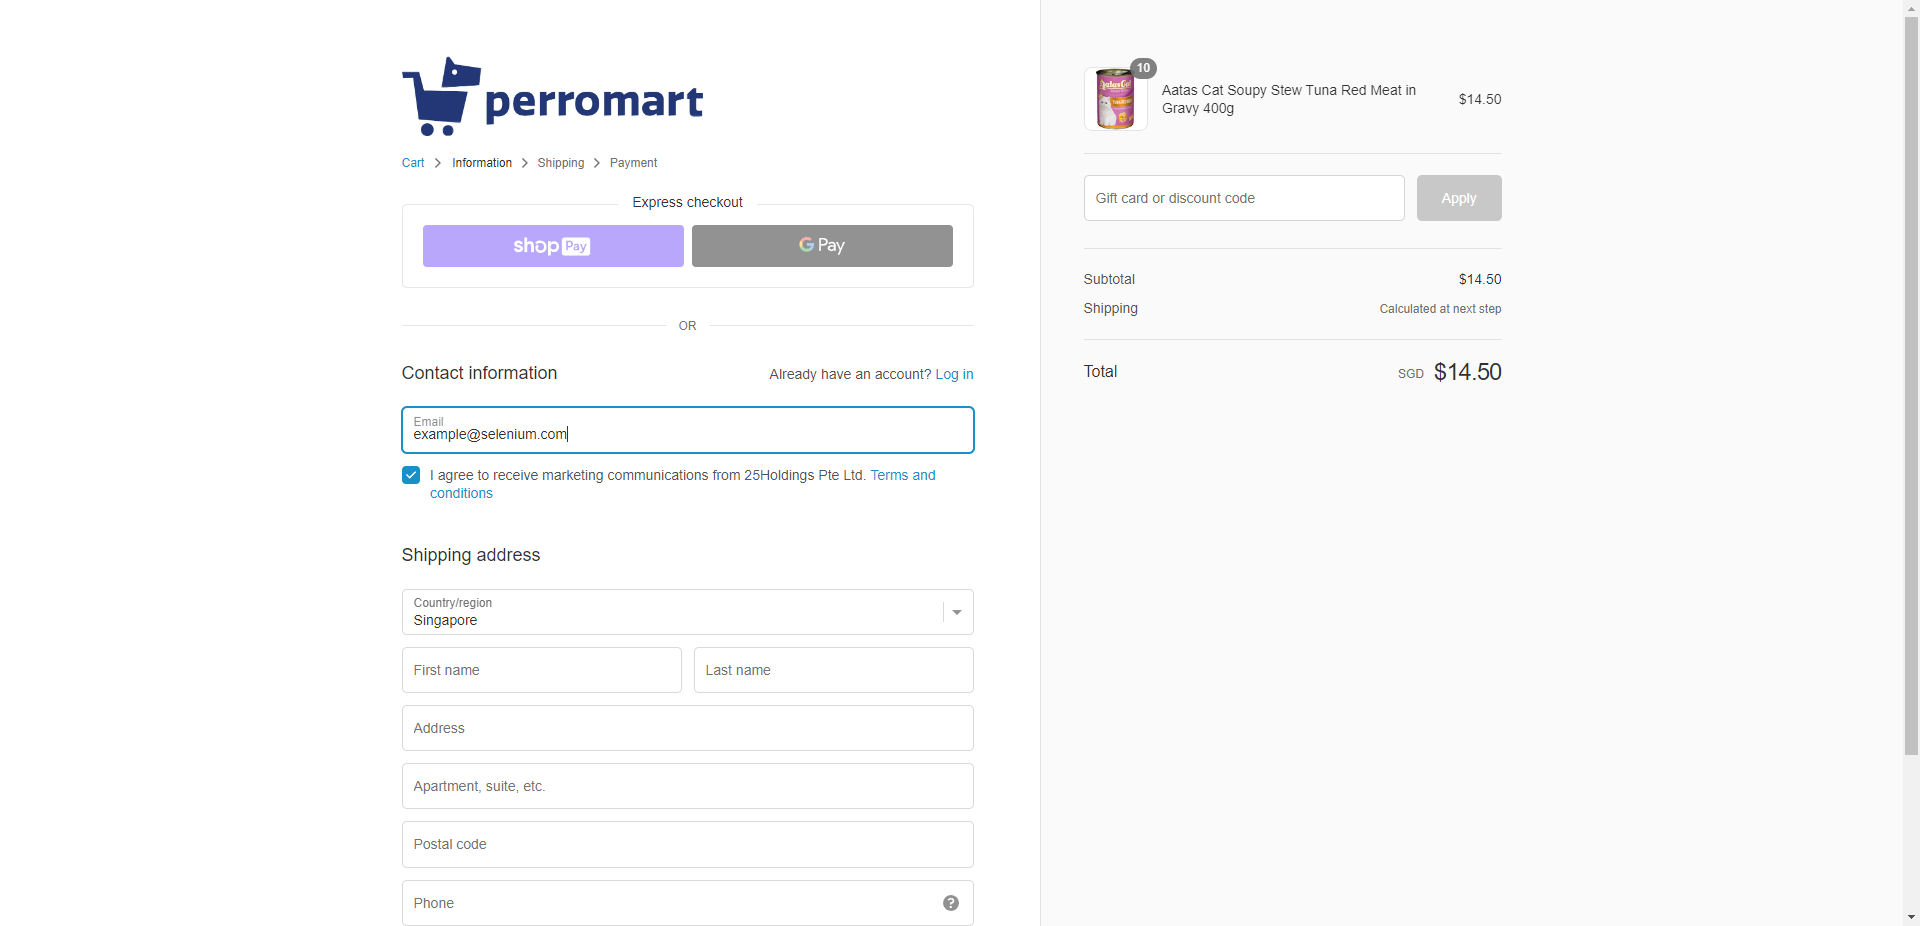 perromart
Cart > Information > Shipping > Payment
Express checkout
shop Pay
G Pay
OR
Contact information
Already have an account? Log in
Email
example@selenium.com
I agree to receive marketing communications from 25Holdings Pte Ltd. Terms and
conditions
Shipping address
Country/region
Singapore
First name
Last name
Address
Apartment, suite, etc.
Postal code
Phone
?
10
Aatas Cat
Aatas Cat Soupy Stew Tuna Red Meat in
Gravy 400g
$14.50
Gift card or discount code
Apply
Subtotal
$14.50
Shipping
Calculated at next step
Total
SGD $14.50